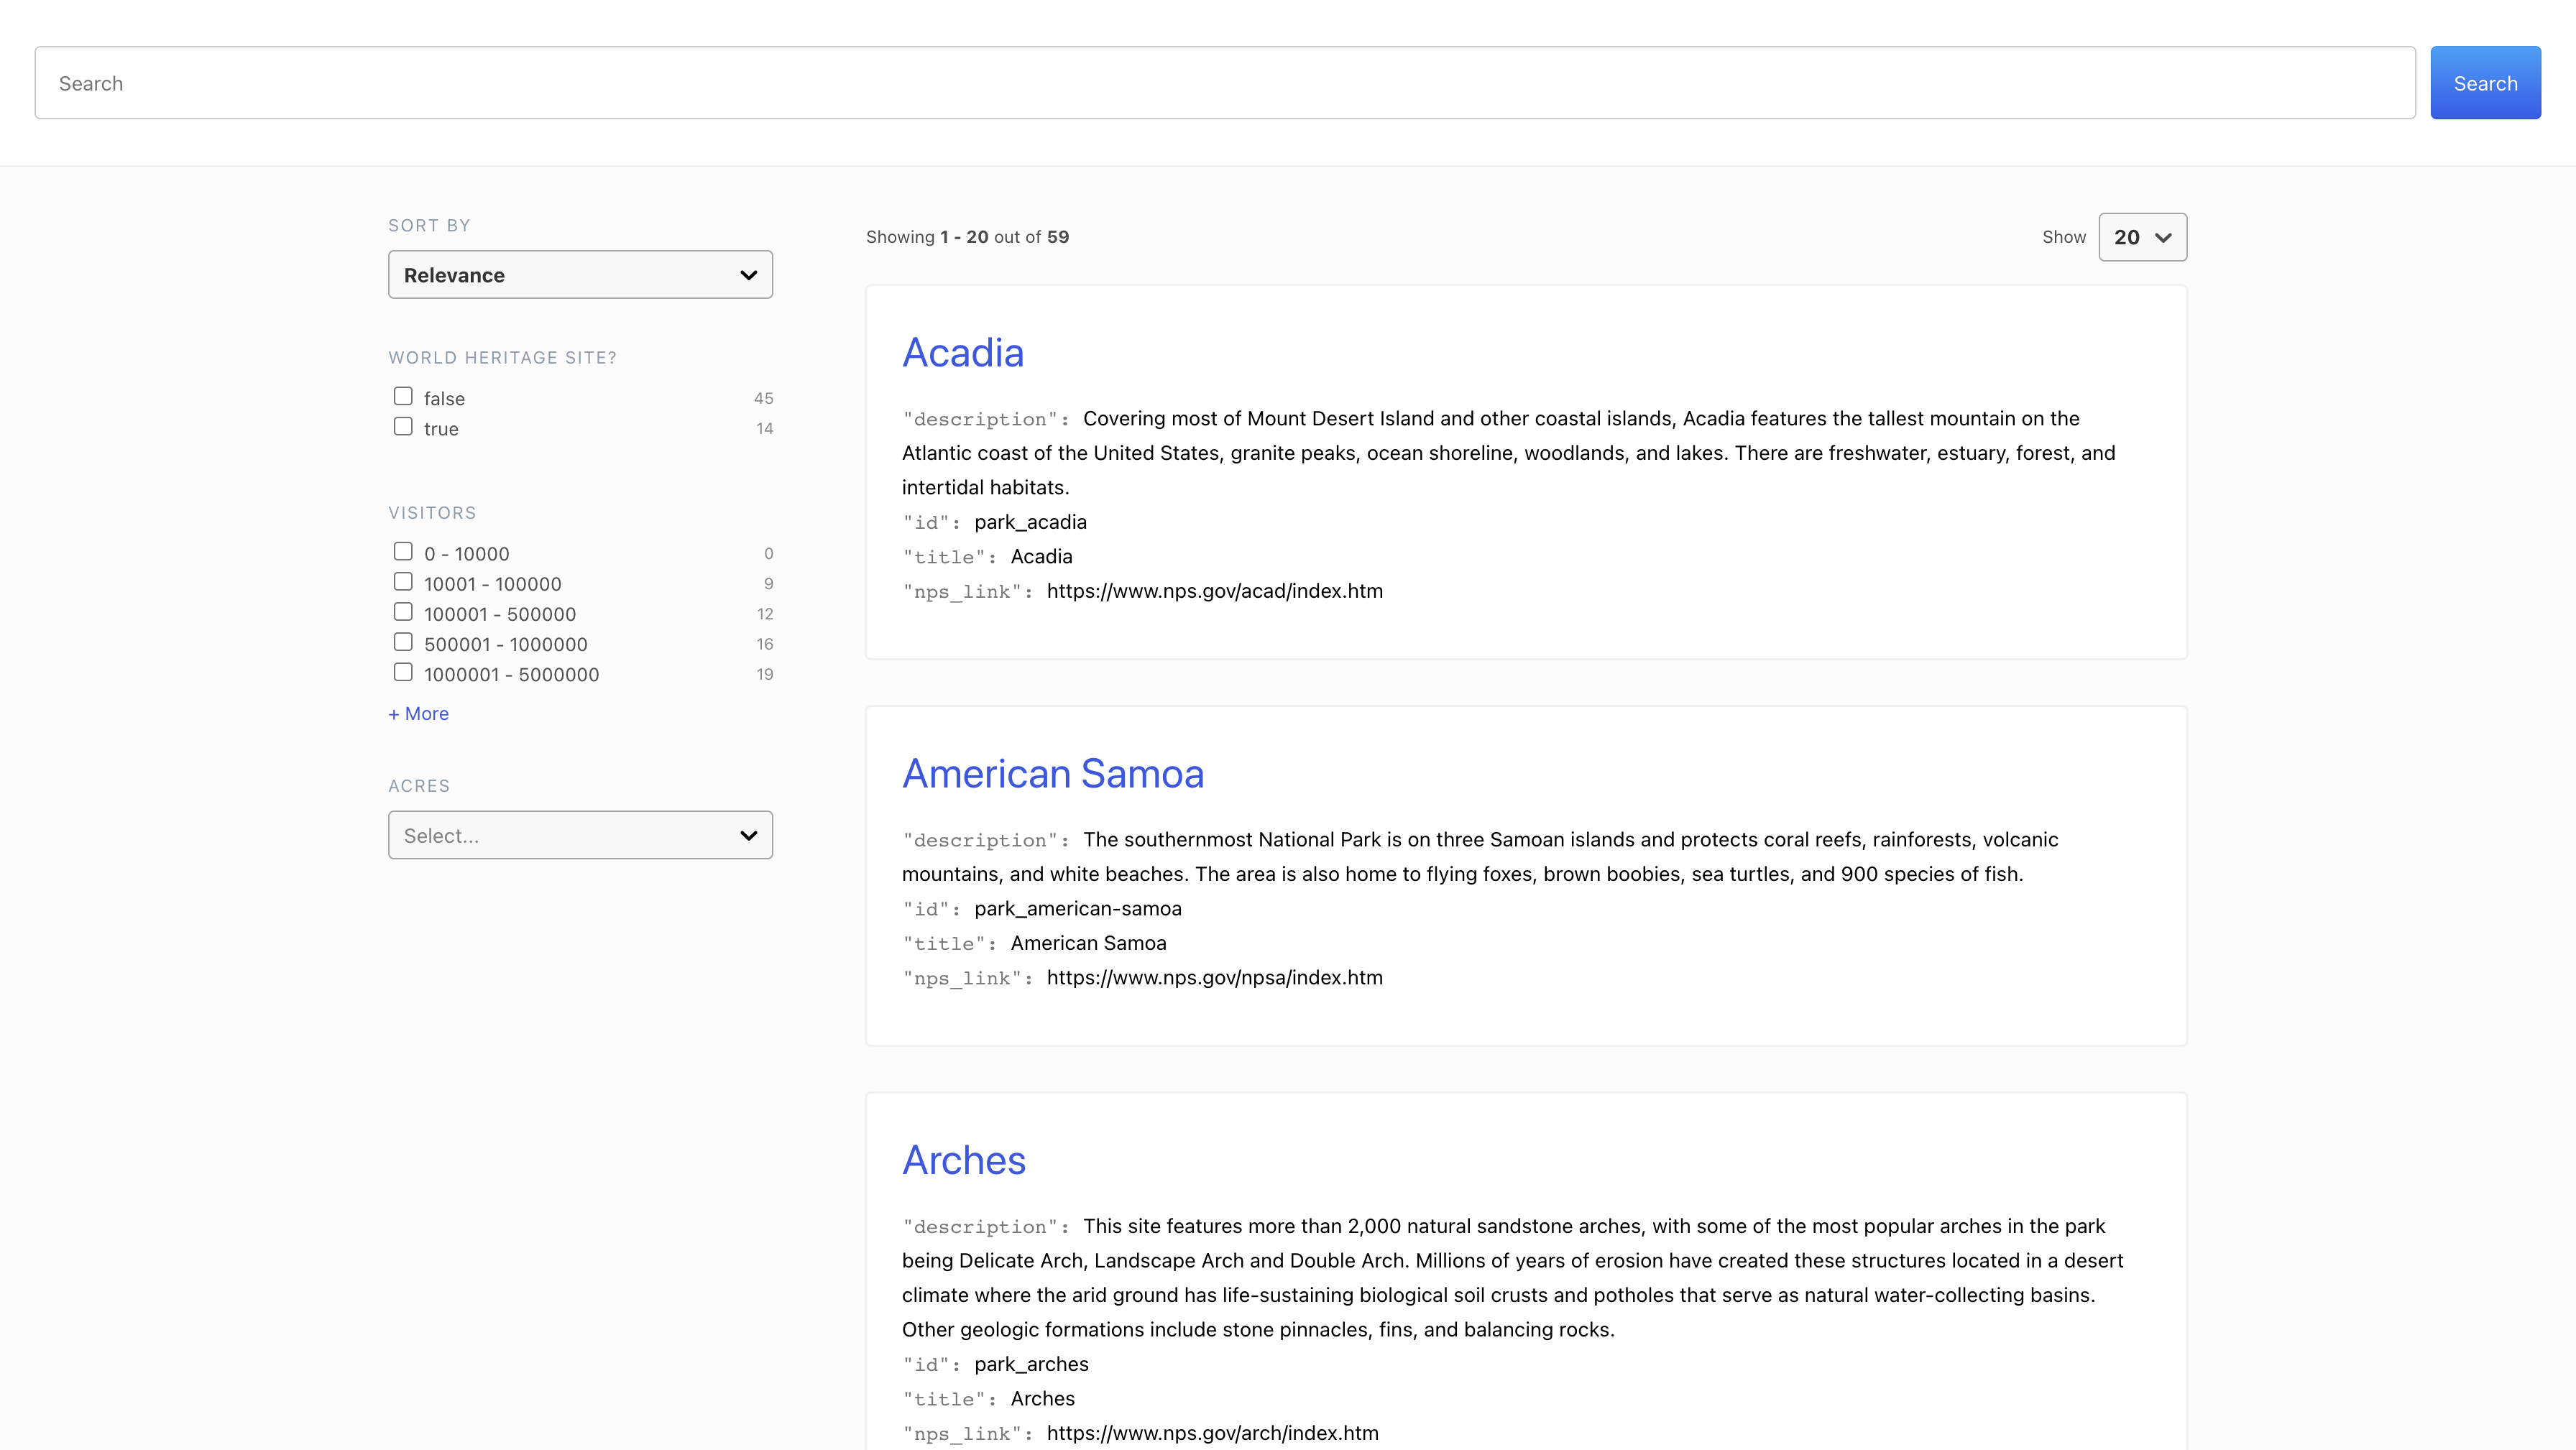 Search
Search
SORT BY
Relevance
WORLD HERITAGE SITE?
false 45
true 14
VISITORS
0 - 10000 0
10001 - 100000 9
100001 - 500000 12
500001 - 1000000 16
1000001 - 5000000 19
+ More
ACRES
Select...
Showing 1 - 20 out of 59
Show 20
Acadia
"description": Covering most of Mount Desert Island and other coastal islands, Acadia features the tallest mountain on the
Atlantic coast of the United States, granite peaks, ocean shoreline, woodlands, and lakes. There are freshwater, estuary, forest, and
intertidal habitats.
"id": park_acadia
"title": Acadia
"nps_link": https://www.nps.gov/acad/index.htm
American Samoa
"description": The southernmost National Park is on three Samoan islands and protects coral reefs, rainforests, volcanic
mountains, and white beaches. The area is also home to flying foxes, brown boobies, sea turtles, and 900 species of fish.
"id": park_american-samoa
"title": American Samoa
"nps_link": https://www.nps.gov/npsa/index.htm
Arches
"description": This site features more than 2,000 natural sandstone arches, with some of the most popular arches in the park
being Delicate Arch, Landscape Arch and Double Arch. Millions of years of erosion have created these structures located in a desert
climate where the arid ground has life-sustaining biological soil crusts and potholes that serve as natural water-collecting basins.
Other geologic formations include stone pinnacles, fins, and balancing rocks.
"id": park_arches
"title": Arches
"nps_link": https://www.nps.gov/arch/index.htm